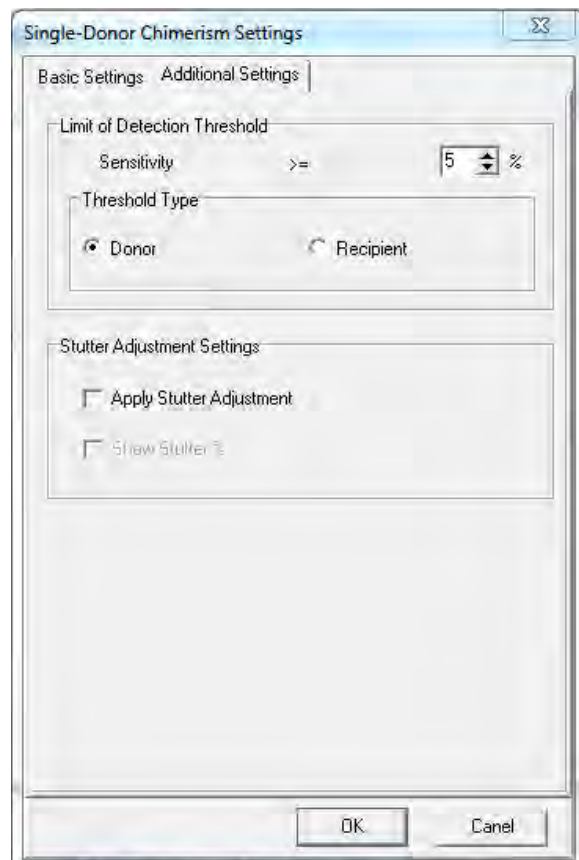 Single-Donor Chimerism Settings
Basic Settings Additional Settings
Limit of Detection Threshold
Sensitivity >= 5 %
Threshold Type
Donor Recipient
Stutter Adjustment Settings
Apply Stutter Adjustment
Show Stutter %
OK Canel